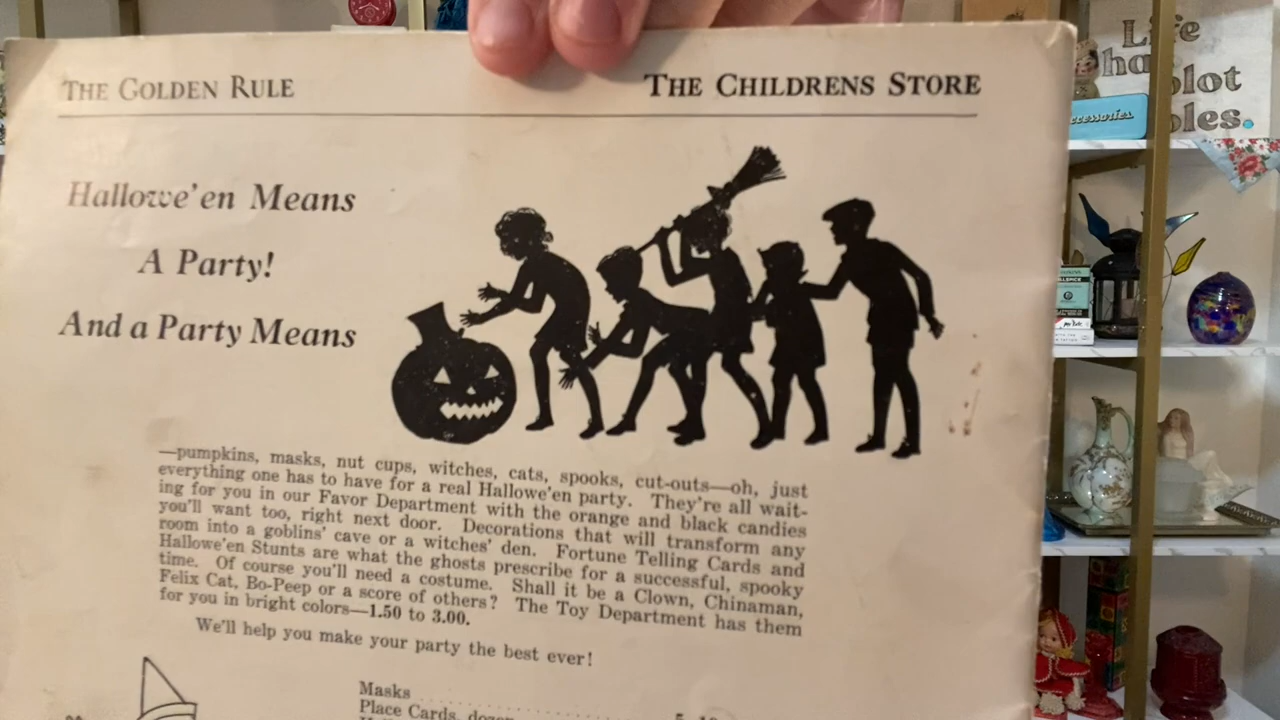 THE GOLDEN RULE
THE CHILDRENS STORE
Hallowe'en Means
A Party!
And a Party Means
—pumpkins, masks, nut cups, witches, cats, spooks, cut-outs—oh, just
everything one has to have for a real Hallowe'en party. They're all wait-
ing for you in our Favor Department with the orange and black candies
you'll want too, right next door. Decorations that will transform any
room into a goblins' cave or a witches' den. Fortune Telling Cards and
Hallowe'en Stunts are what the ghosts prescribe for a successful, spooky
time. Of course you'll need a costume. Shall it be a Clown, Chinaman,
Felix Cat, Bo-Peep or a score of others? The Toy Department has them
for you in bright colors—1.50 to 3.00.
We'll help you make your party the best ever!
Masks
Place Cards, dozen
Life
plot
holes.
accessories